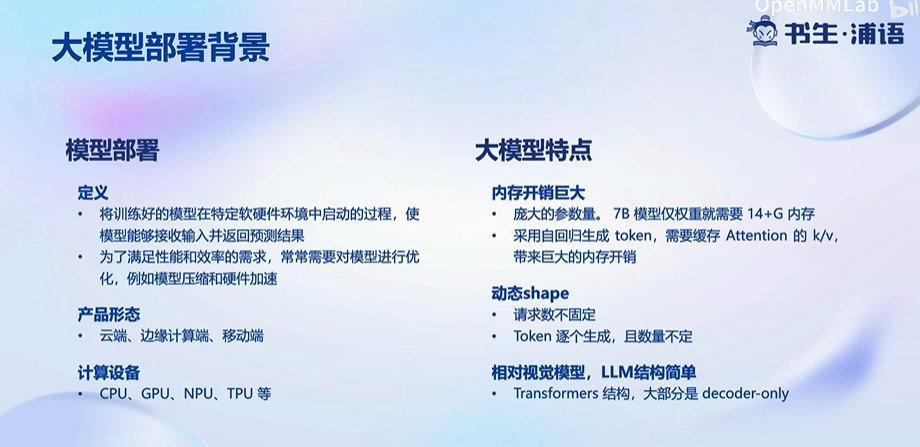 OpenMMLab
书生·浦语
大模型部署背景
模型部署
定义
• 将训练好的模型在特定软硬件环境中启动的过程，使
模型能够接收输入并返回预测结果
• 为了满足性能和效率的需求，常常需要对模型进行优
化，例如模型压缩和硬件加速
产品形态
• 云端、边缘计算端、移动端
计算设备
• CPU、GPU、NPU、TPU 等
大模型特点
内存开销巨大
• 庞大的参数量。 7B 模型仅权重就需要 14+G 内存
• 采用自回归生成 token，需要缓存 Attention 的 k/v，
带来巨大的内存开销
动态shape
• 请求数不固定
• Token 逐个生成，且数量不定
相对视觉模型，LLM结构简单
• Transformers 结构，大部分是 decoder-only